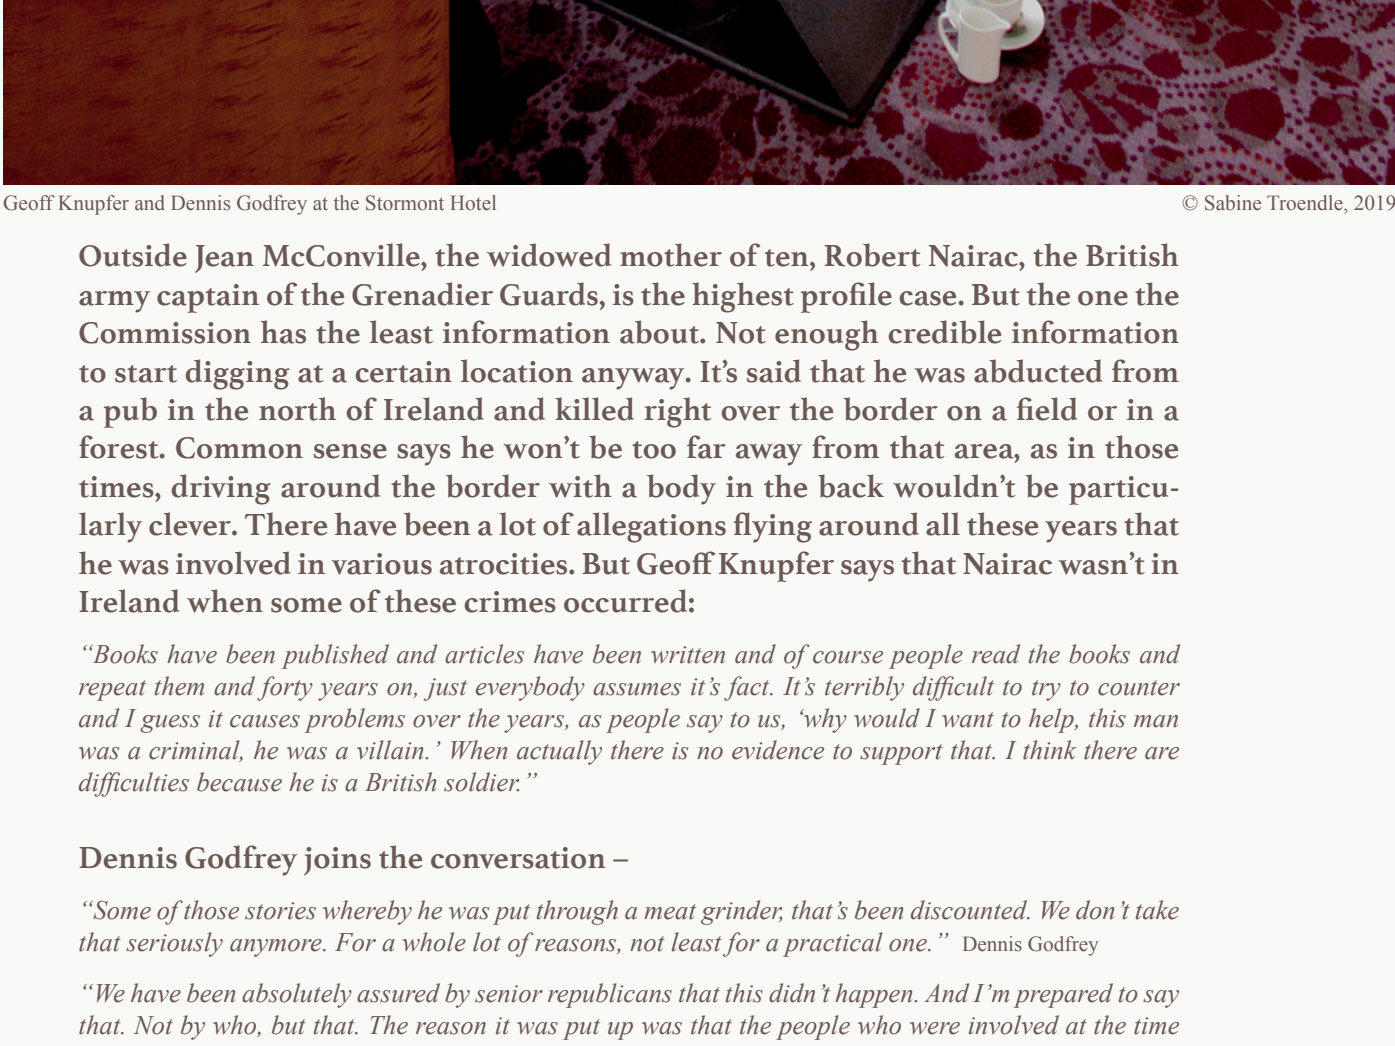 Geoff Knupfer and Dennis Godfrey at the Stormont Hotel
© Sabine Troendle, 2019
Outside Jean McConville, the widowed mother of ten, Robert Nairac, the British
army captain of the Grenadier Guards, is the highest profile case. But the one the
Commission has the least information about. Not enough credible information
to start digging at a certain location anyway. It’s said that he was abducted from
a pub in the north of Ireland and killed right over the border on a field or in a
forest. Common sense says he won’t be too far away from that area, as in those
times, driving around the border with a body in the back wouldn’t be particu-
larly clever. There have been a lot of allegations flying around all these years that
he was involved in various atrocities. But Geoff Knupfer says that Nairac wasn’t in
Ireland when some of these crimes occurred:
“Books have been published and articles have been written and of course people read the books and
repeat them and forty years on, just everybody assumes it’s fact. It’s terribly difficult to try to counter
and I guess it causes problems over the years, as people say to us, ‘why would I want to help, this man
was a criminal, he was a villain.’ When actually there is no evidence to support that. I think there are
difficulties because he is a British soldier.”
Dennis Godfrey joins the conversation –
“Some of those stories whereby he was put through a meat grinder, that’s been discounted. We don’t take
that seriously anymore. For a whole lot of reasons, not least for a practical one.” Dennis Godfrey
“We have been absolutely assured by senior republicans that this didn’t happen. And I’m prepared to say
that. Not by who, but that. The reason it was put up was that the people who were involved at the time